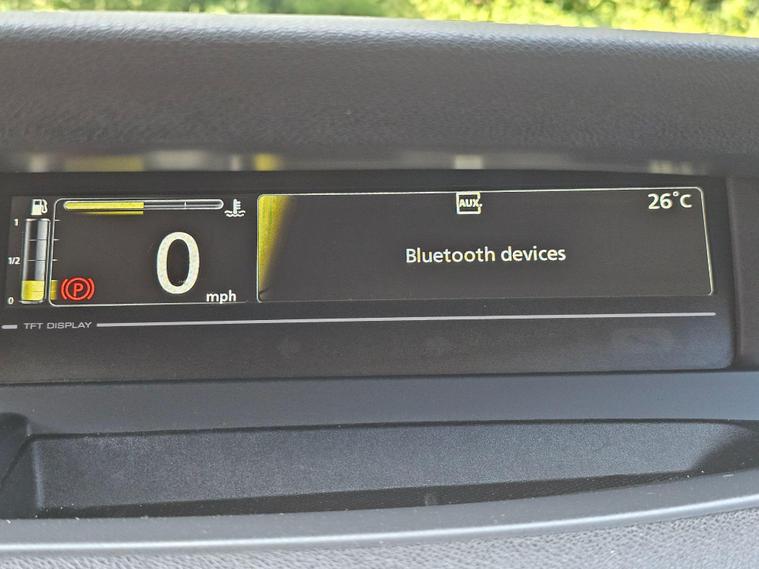 AUX
26°C
1
1/2
0
P
0
mph
Bluetooth devices
TFT DISPLAY